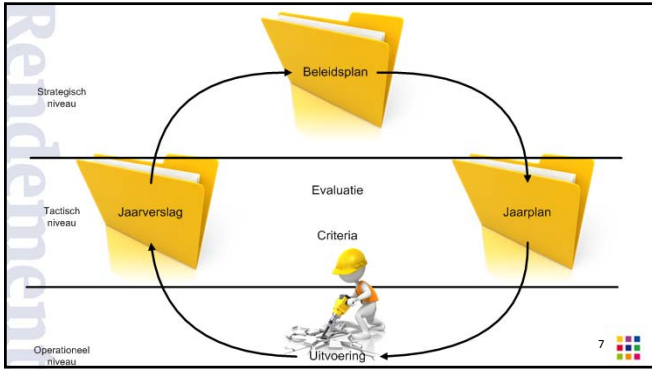 Rendement
Beleidsplan
Strategisch
niveau
Evaluatie
Jaarverslag
Jaarplan
Tactisch
niveau
Criteria
Uitvoering
Operationeel
niveau
7